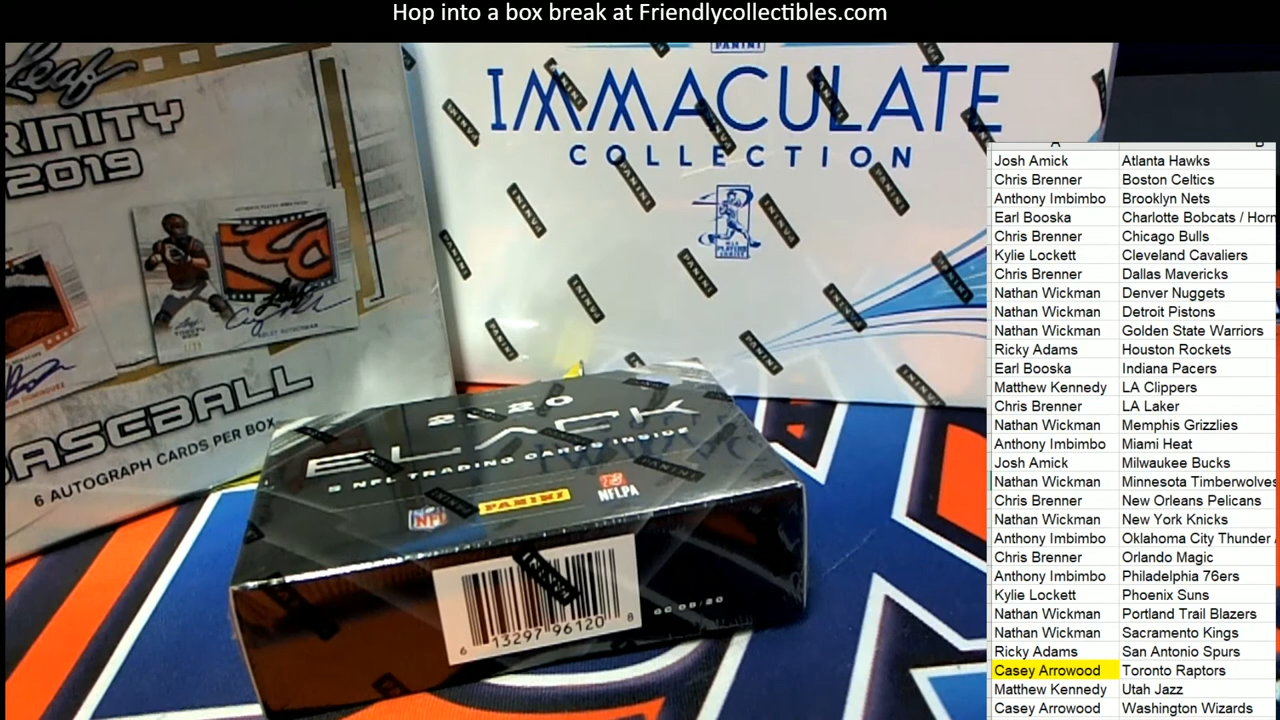 Hop into a box break at Friendlycollectibles.com
Leaf
TRINITY
2019
BASEBALL
6 AUTOGRAPH CARDS PER BOX
PANINI
IMMACULATE
COLLECTION
NFL
PLAYERS
2020
BLACK
5 NFL TRADING CARDS INSIDE
NFL
PANINI
NFLPA
6 13297 96120 8
A B
Josh Amick Atlanta Hawks
Chris Brenner Boston Celtics
Anthony Imbimbo Brooklyn Nets
Earl Booska Charlotte Bobcats / Horn
Chris Brenner Chicago Bulls
Kylie Lockett Cleveland Cavaliers
Chris Brenner Dallas Mavericks
Nathan Wickman Denver Nuggets
Nathan Wickman Detroit Pistons
Nathan Wickman Golden State Warriors
Ricky Adams Houston Rockets
Earl Booska Indiana Pacers
Matthew Kennedy LA Clippers
Chris Brenner LA Laker
Nathan Wickman Memphis Grizzlies
Anthony Imbimbo Miami Heat
Josh Amick Milwaukee Bucks
Nathan Wickman Minnesota Timberwolves
Chris Brenner New Orleans Pelicans
Nathan Wickman New York Knicks
Anthony Imbimbo Oklahoma City Thunder /
Chris Brenner Orlando Magic
Anthony Imbimbo Philadelphia 76ers
Kylie Lockett Phoenix Suns
Nathan Wickman Portland Trail Blazers
Nathan Wickman Sacramento Kings
Ricky Adams San Antonio Spurs
Casey Arrowood Toronto Raptors
Matthew Kennedy Utah Jazz
Casey Arrowood Washington Wizards